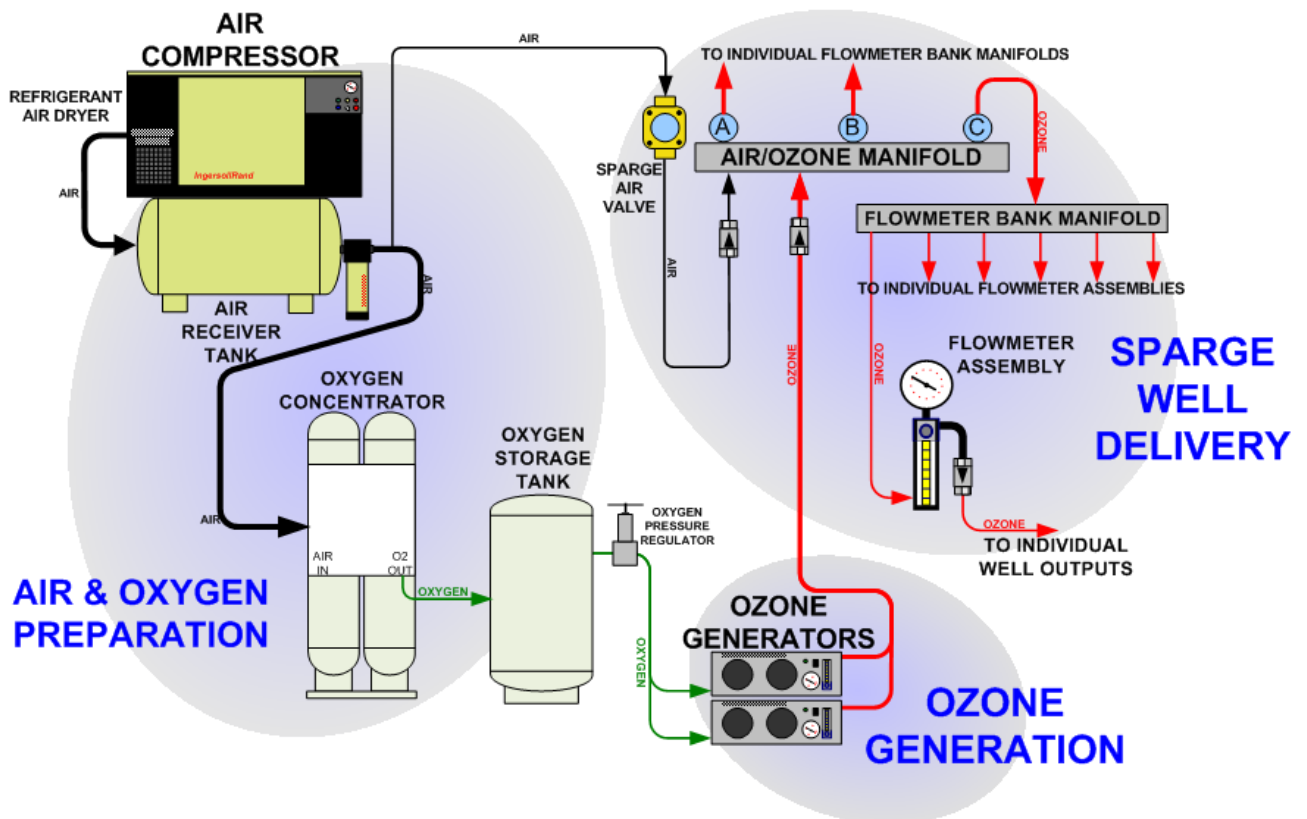 AIR
COMPRESSOR
REFRIGERANT
AIR DRYER
AIR
IngersollRand
AIR
RECEIVER
TANK
AIR
AIR
AIR
SPARGE
AIR
VALVE
AIR
TO INDIVIDUAL FLOWMETER BANK MANIFOLDS
A
B
C
AIR/OZONE MANIFOLD
OZONE
FLOWMETER BANK MANIFOLD
TO INDIVIDUAL FLOWMETER ASSEMBLIES
OZONE
OZONE
FLOWMETER
ASSEMBLY
OZONE
TO INDIVIDUAL
WELL OUTPUTS
SPARGE
WELL
DELIVERY
OXYGEN
CONCENTRATOR
AIR
IN
O2
OUT
OXYGEN
OXYGEN
STORAGE
TANK
OXYGEN
PRESSURE
REGULATOR
OXYGEN
AIR & OXYGEN
PREPARATION
OZONE
GENERATORS
OZONE
GENERATION